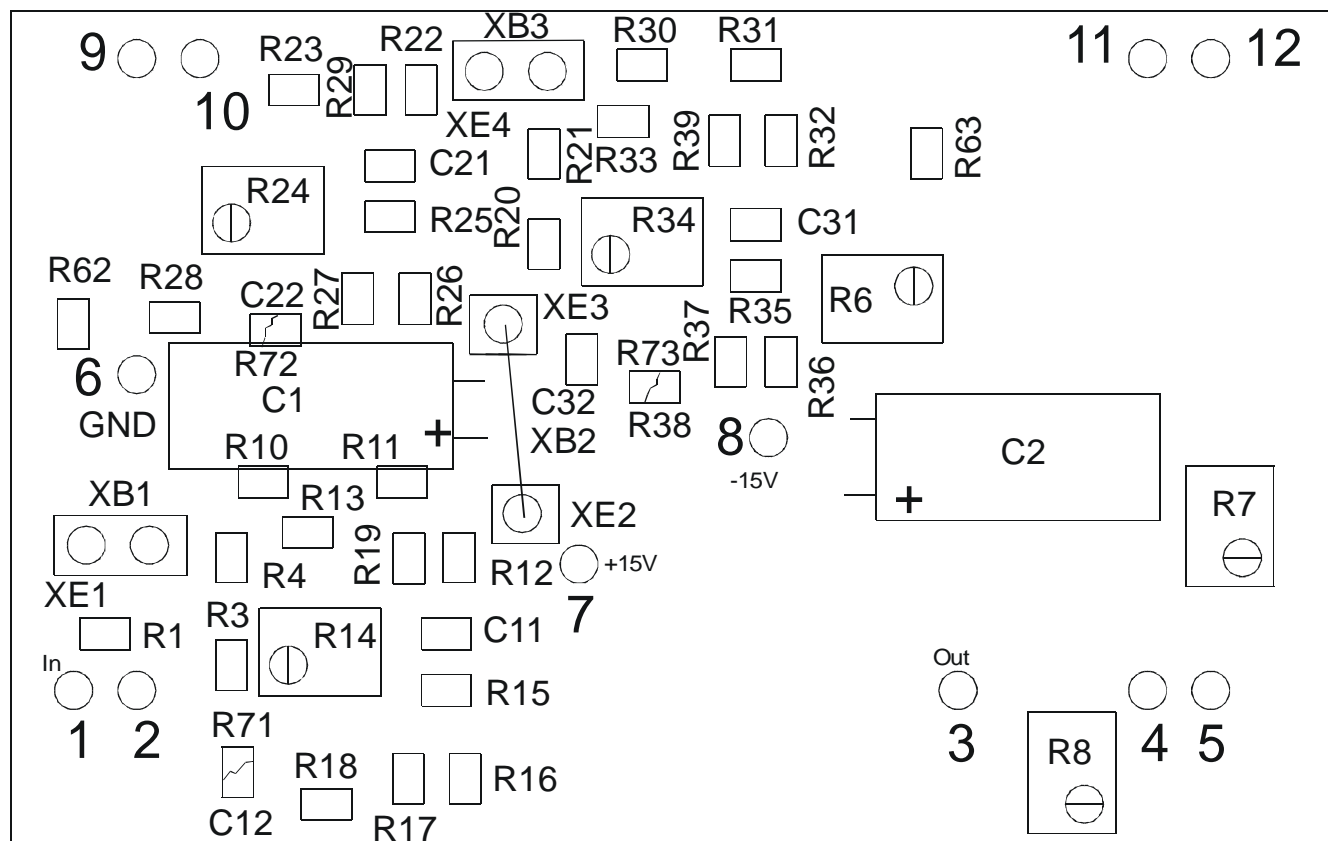 9
10
R23
R29
R22
XB3
XE4
R30
R31
11
12
C21
R21
R33
R39
R32
R63
R24
R25
R20
R34
C31
R62
R28
C22
R27
R26
XE3
R37
R35
R6
6
GND
R72
C1
+
C32
XB2
R73
R38
R36
8
-15V
C2
+
R10
R11
XB1
R13
XE2
R7
XE1
R4
R19
R12
+15V
7
R1
R3
R14
C11
In
1
2
R15
Out
3
4
5
R71
C12
R18
R17
R16
R8